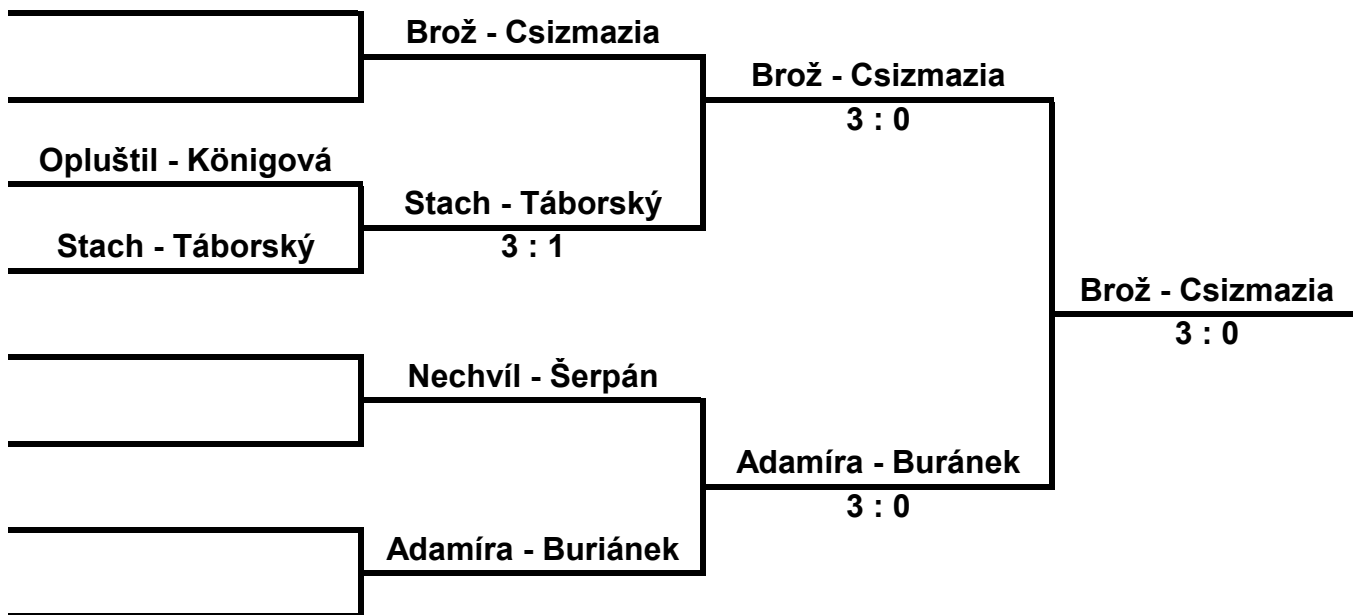 Brož - Csizmazia
Brož - Csizmazia
3 : 0
Opluštil - Königová
Stach - Táborský
Stach - Táborský
3 : 1
Brož - Csizmazia
3 : 0
Nechvíl - Šerpán
Adamíra - Buránek
3 : 0
Adamíra - Buriánek